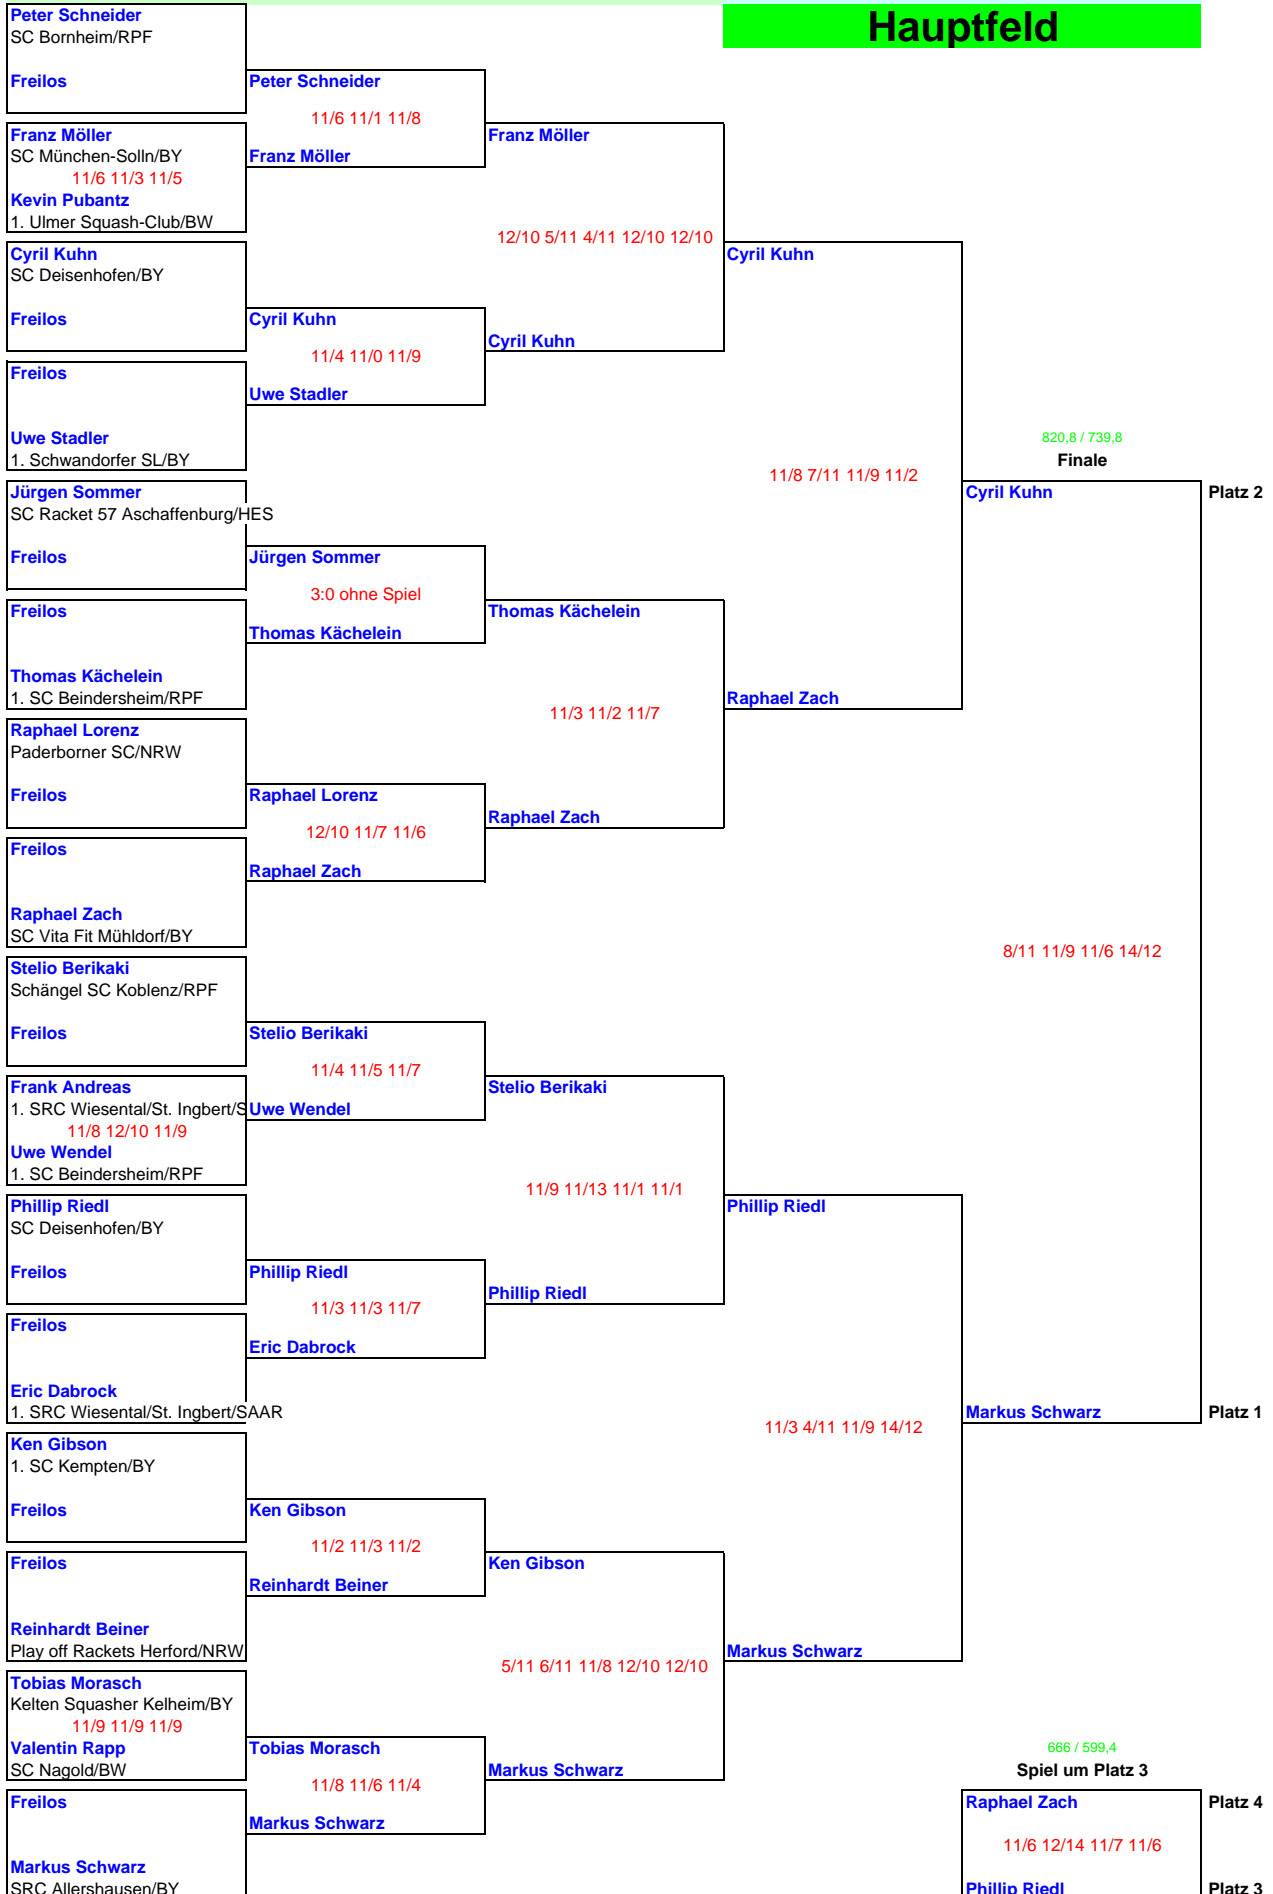 Hauptfeld
Peter Schneider
SC Bornheim/RPF
Freilos
Franz Möller
SC München-Solln/BY
11/6 11/3 11/5
Kevin Pubantz
1. Ulmer Squash-Club/BW
Cyril Kuhn
SC Deisenhofen/BY
Freilos
Freilos
Uwe Stadler
1. Schwandorfer SL/BY
Jürgen Sommer
SC Racket 57 Aschaffenburg/HES
Freilos
Freilos
Thomas Kächelein
1. SC Beindersheim/RPF
Raphael Lorenz
Paderborner SC/NRW
Freilos
Freilos
Raphael Zach
SC Vita Fit Mühldorf/BY
Stelio Berikaki
Schängel SC Koblenz/RPF
Freilos
Frank Andreas
1. SRC Wiesental/St. Ingbert/S
11/8 12/10 11/9
Uwe Wendel
1. SC Beindersheim/RPF
Phillip Riedl
SC Deisenhofen/BY
Freilos
Freilos
Eric Dabrock
1. SRC Wiesental/St. Ingbert/SAAR
Ken Gibson
1. SC Kempten/BY
Freilos
Freilos
Reinhardt Beiner
Play off Rackets Herford/NRW
Tobias Morasch
Kelten Squasher Kelheim/BY
11/9 11/9 11/9
Valentin Rapp
SC Nagold/BW
Freilos
Markus Schwarz
SRC Allershausen/BY
Peter Schneider
11/6 11/1 11/8
Franz Möller
Cyril Kuhn
11/4 11/0 11/9
Uwe Stadler
Jürgen Sommer
3:0 ohne Spiel
Thomas Kächelein
Raphael Lorenz
12/10 11/7 11/6
Raphael Zach
Stelio Berikaki
11/4 11/5 11/7
Uwe Wendel
Phillip Riedl
11/3 11/3 11/7
Eric Dabrock
Ken Gibson
11/2 11/3 11/2
Reinhardt Beiner
Tobias Morasch
11/8 11/6 11/4
Markus Schwarz
Franz Möller
12/10 5/11 4/11 12/10 12/10
Cyril Kuhn
Thomas Kächelein
11/3 11/2 11/7
Raphael Zach
Stelio Berikaki
11/9 11/13 11/1 11/1
Phillip Riedl
Ken Gibson
5/11 6/11 11/8 12/10 12/10
Markus Schwarz
Cyril Kuhn
11/8 7/11 11/9 11/2
Raphael Zach
Phillip Riedl
11/3 4/11 11/9 14/12
Markus Schwarz
820,8 / 739,8
Finale
Cyril Kuhn Platz 2
8/11 11/9 11/6 14/12
Markus Schwarz Platz 1
666 / 599,4
Spiel um Platz 3
Raphael Zach Platz 4
11/6 12/14 11/7 11/6
Phillip Riedl Platz 3